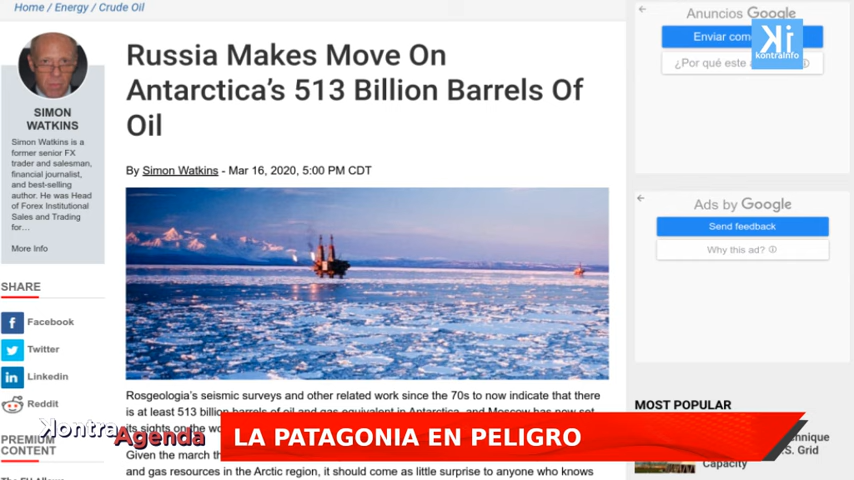 Home / Energy / Crude Oil
SIMON
WATKINS
Simon Watkins is a
former senior FX
trader and salesman,
financial journalist,
and best-selling
author. He was Head
of Forex Institutional
Sales and Trading
for...
More Info
SHARE
Facebook
Twitter
Linkedin
Reddit
PREMIUM
CONTENT
Russia Makes Move On
Antarctica's 513 Billion Barrels Of
Oil
By Simon Watkins - Mar 16, 2020, 5:00 PM CDT
Rosgeologia's seismic surveys and other related work since the 70s to now indicate that there
is at least 513 billion barrels of oil and gas equivalent in Antarctica, and Moscow has now set
its sights on the
Given the march
and gas resources in the Arctic region, it should come as little surprise to anyone who knows
Anuncios Google
Enviar
¿Por qué este
Ki
kontrainfo
Ads by Google
Send feedback
Why this ad?
MOST POPULAR
Grid
Capacity
KontraAgenda
LA PATAGONIA EN PELIGRO